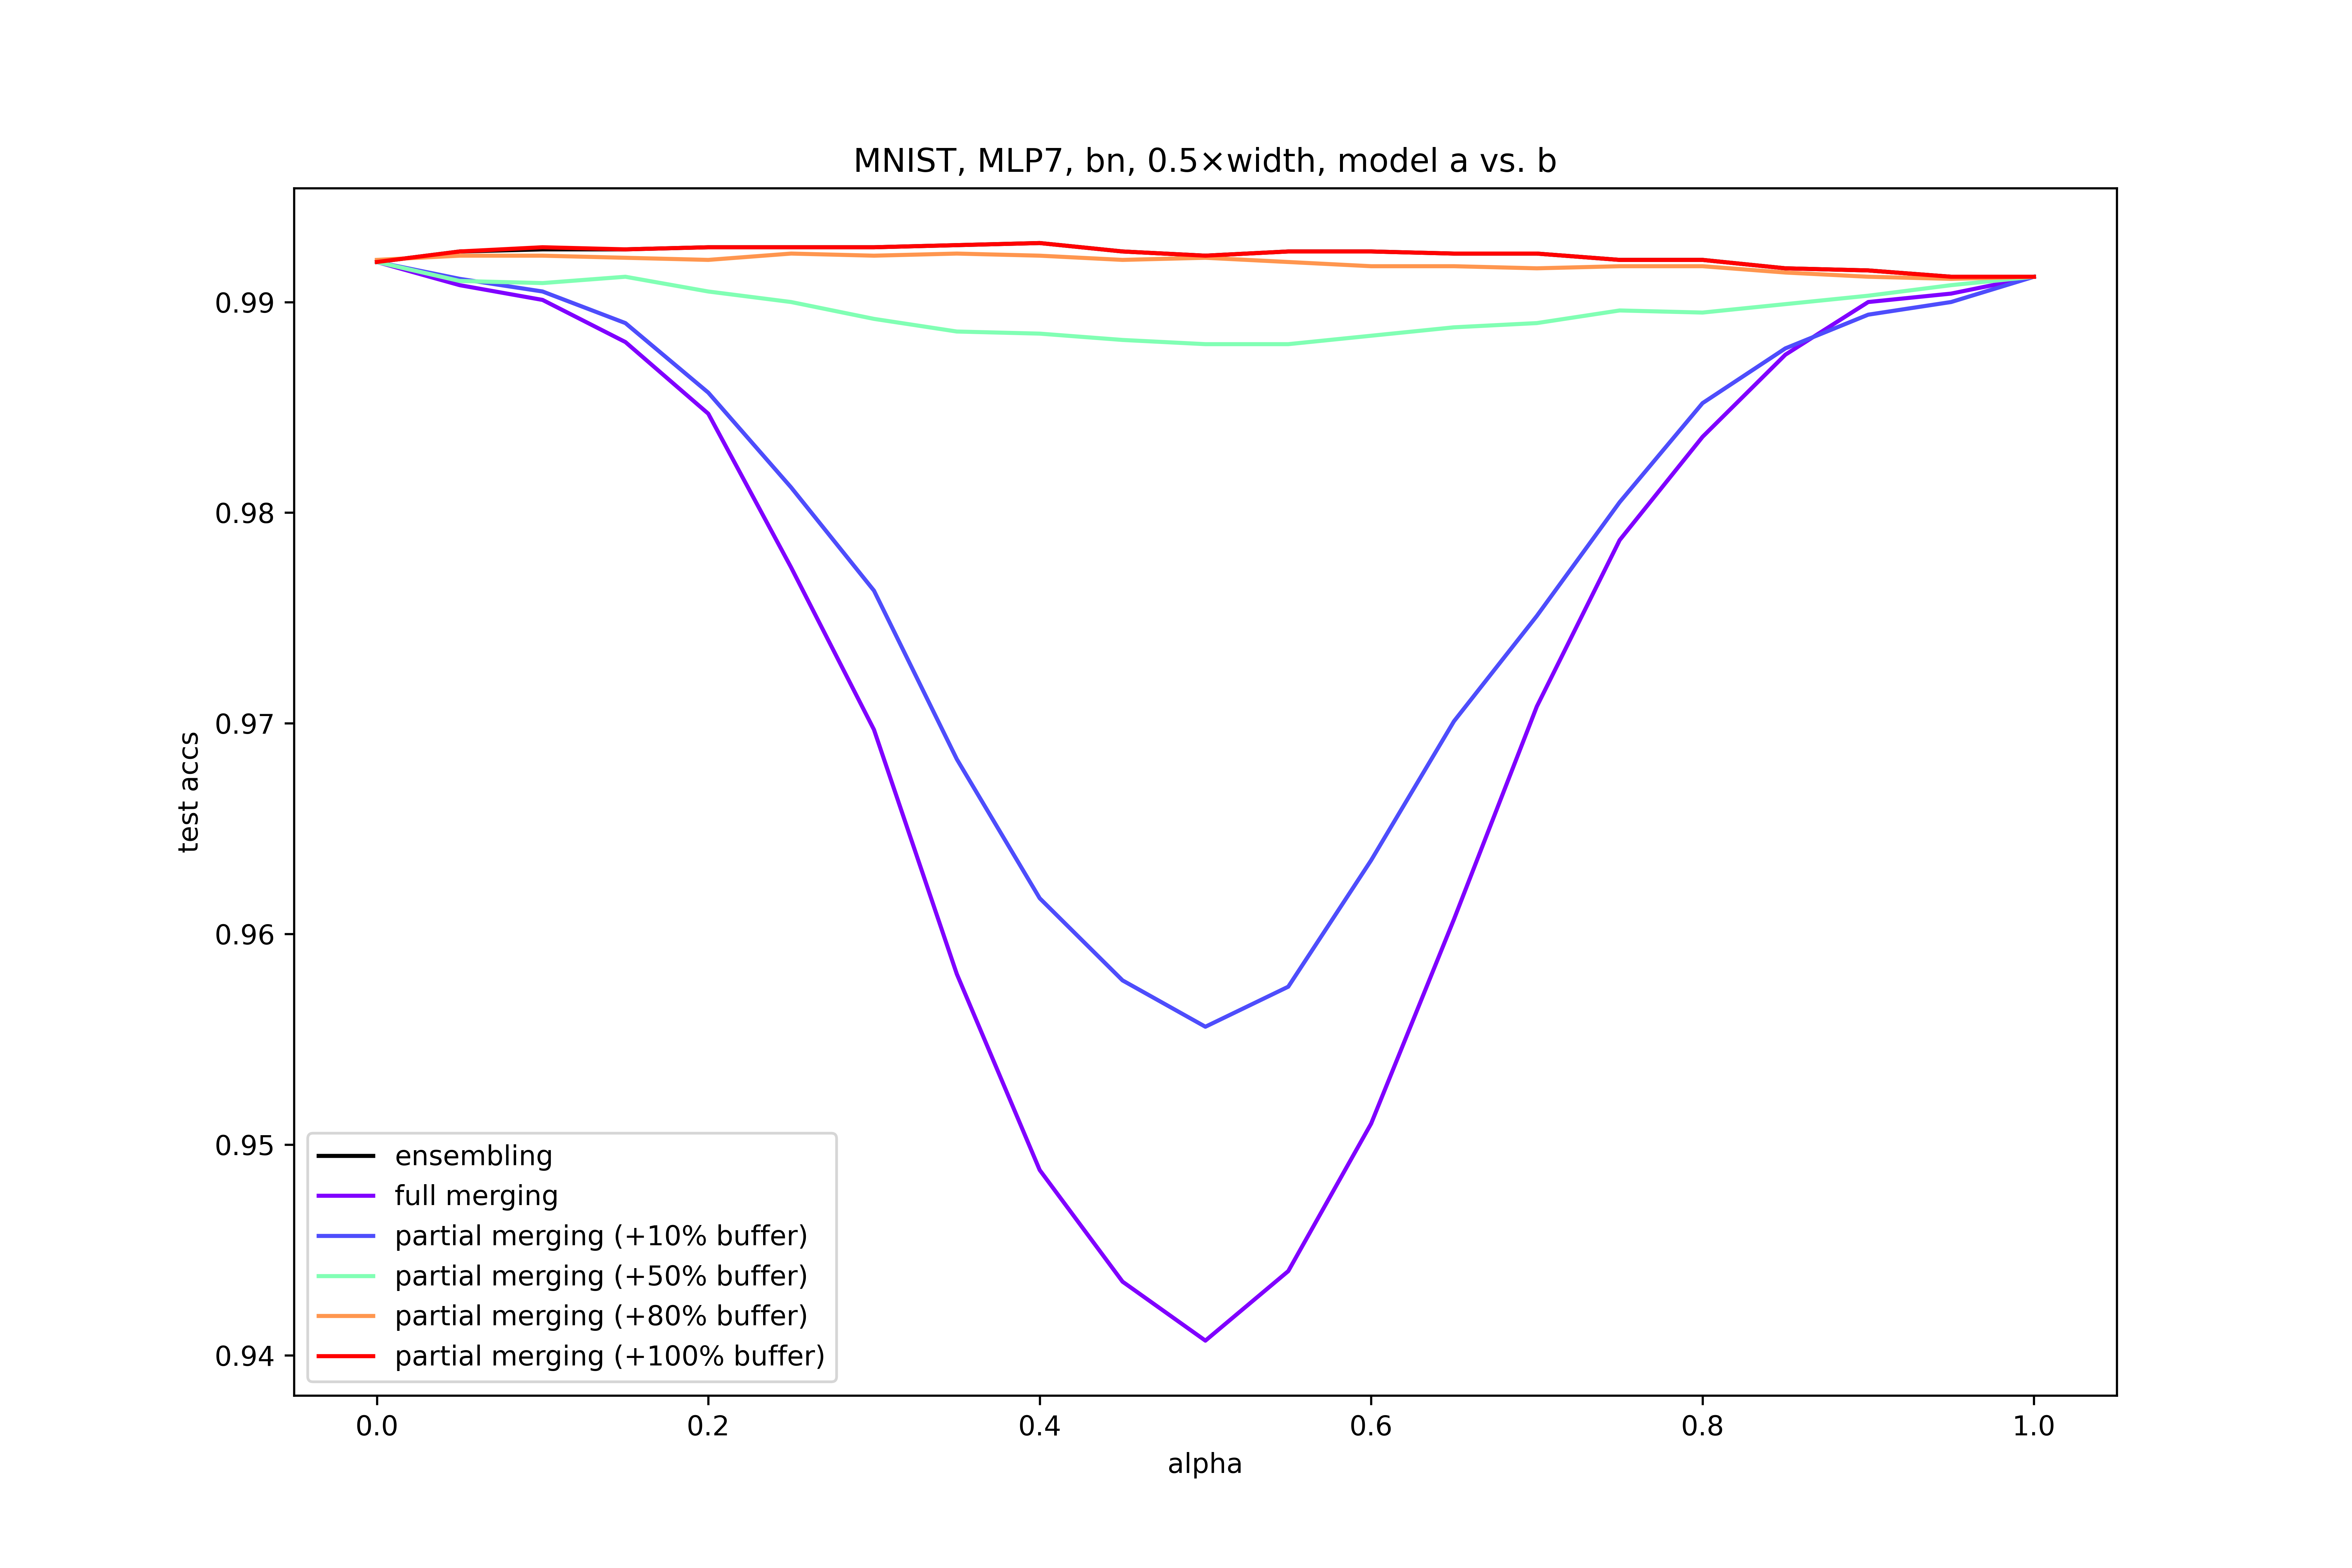 MNIST, MLP7, bn, 0.5×width, model a vs. b
test accs
0.99
0.98
0.97
0.96
0.95
0.94
ensembling
full merging
partial merging (+10% buffer)
partial merging (+50% buffer)
partial merging (+80% buffer)
partial merging (+100% buffer)
0.0 0.2 0.4 0.6 0.8 1.0
alpha